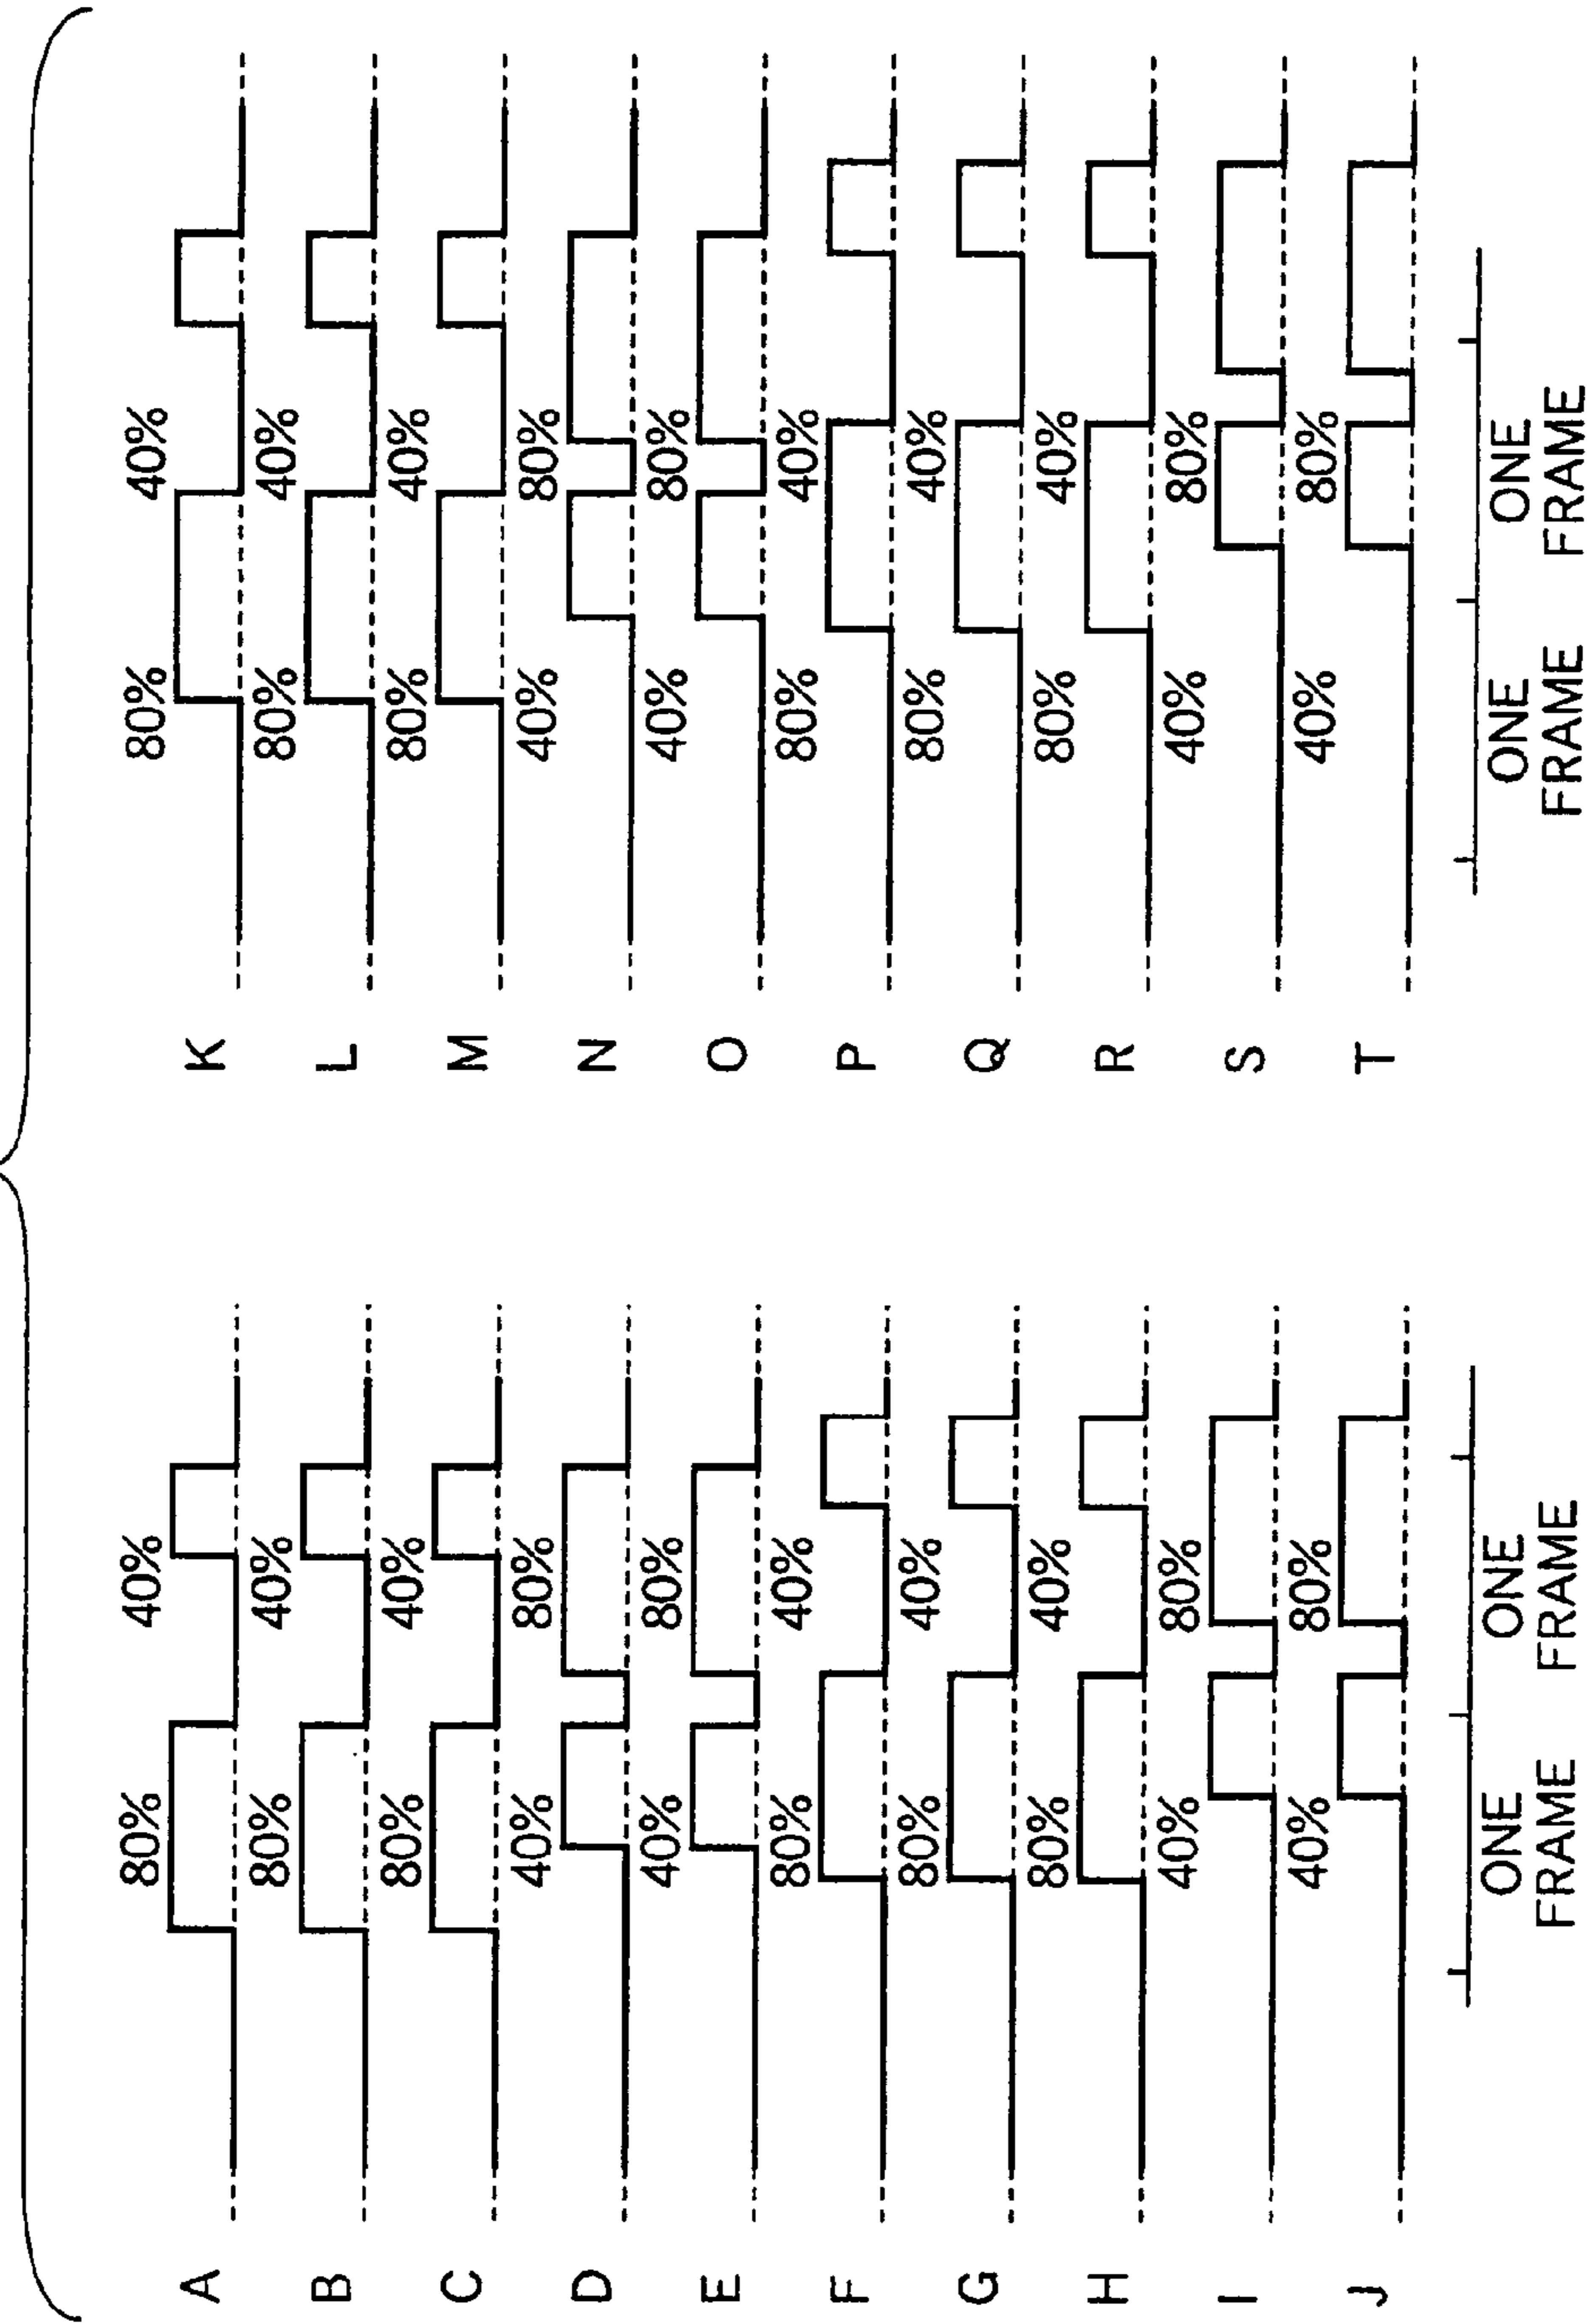 A 80% 40%
B 80% 40%
C 80% 40%
D 40% 80%
E 40% 80%
F 80% 40%
G 80% 40%
H 80% 40%
I 40% 80%
J 40% 80%
ONE ONE
FRAME FRAME
K 80% 40%
L 80% 40%
M 80% 40%
N 40% 80%
O 40% 80%
P 80% 40%
Q 80% 40%
R 80% 40%
S 40% 80%
T 40% 80%
ONE ONE
FRAME FRAME